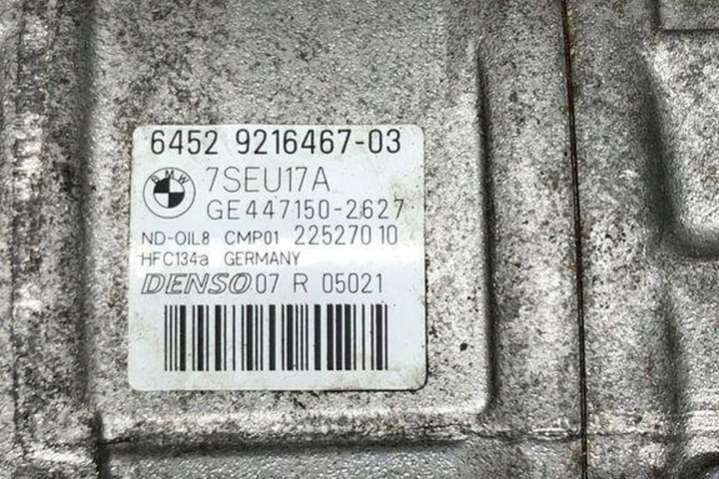 6452 9216467-03
BMW
7SEU17A
GE447150-2627
ND-OIL8 CMP01 22527010
HFC134a GERMANY
DENSO 07 R 05021